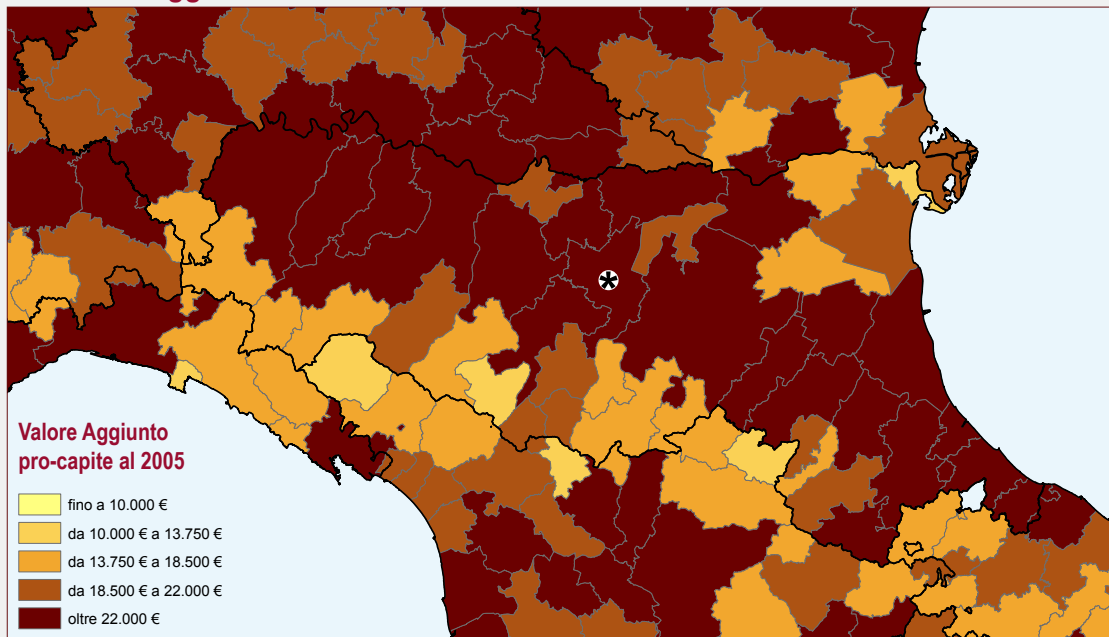 Valore Aggiunto
pro-capite al 2005
fino a 10.000 €
da 10.000 € a 13.750 €
da 13.750 € a 18.500 €
da 18.500 € a 22.000 €
oltre 22.000 €